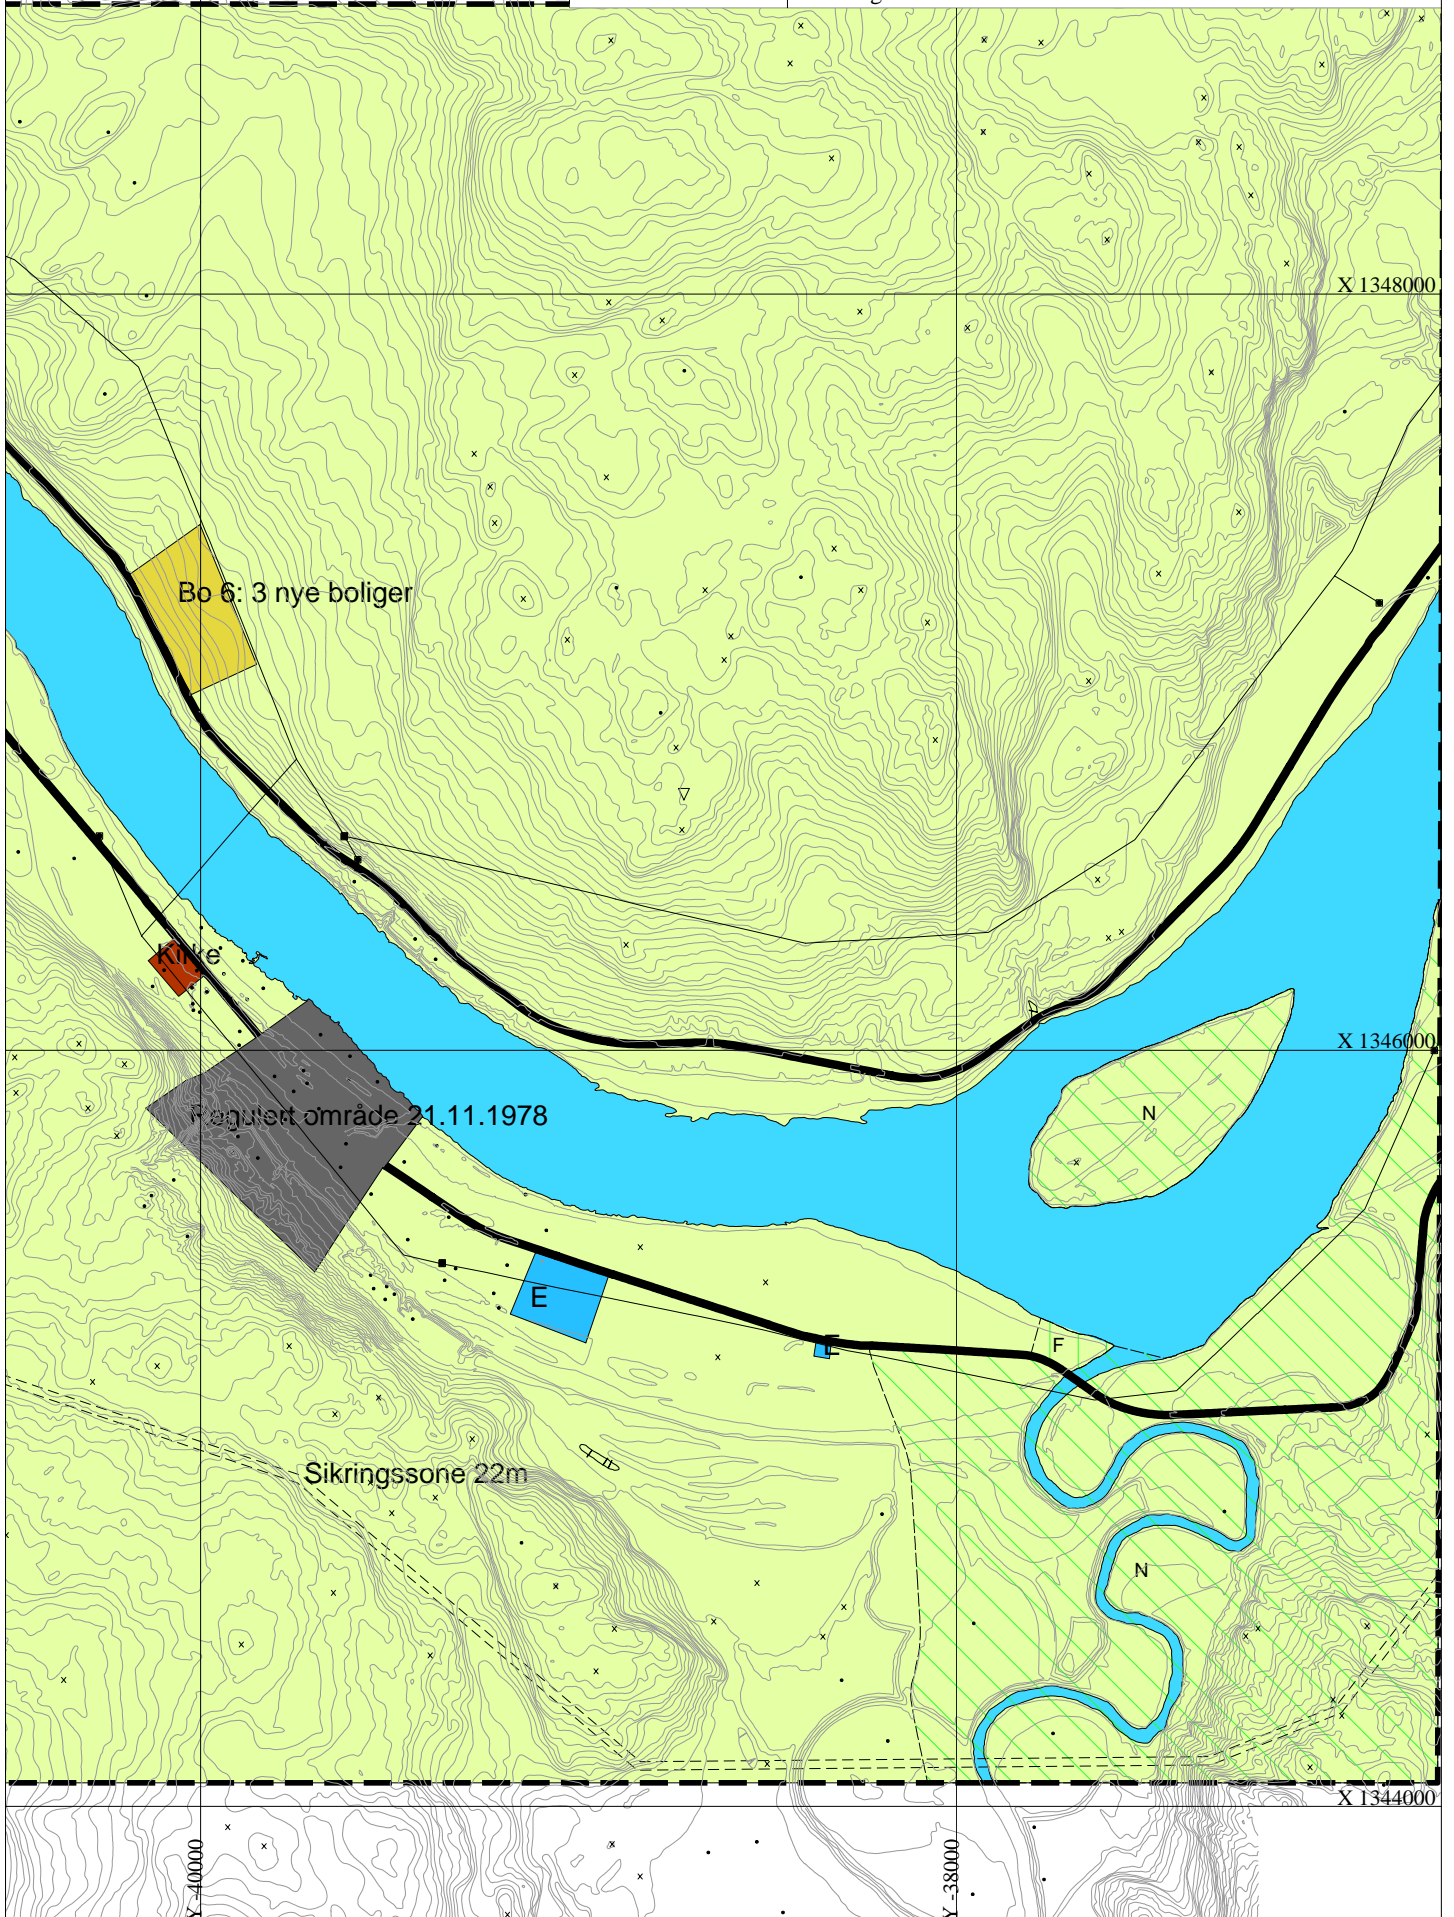 X 1348000
Bo 6: 3 nye boliger
Kirke
X 1346000
N
Regulert område 21.11.1978
E
E
F
Sikringssone 22m
N
X 1344000
Y -40000
Y -38000